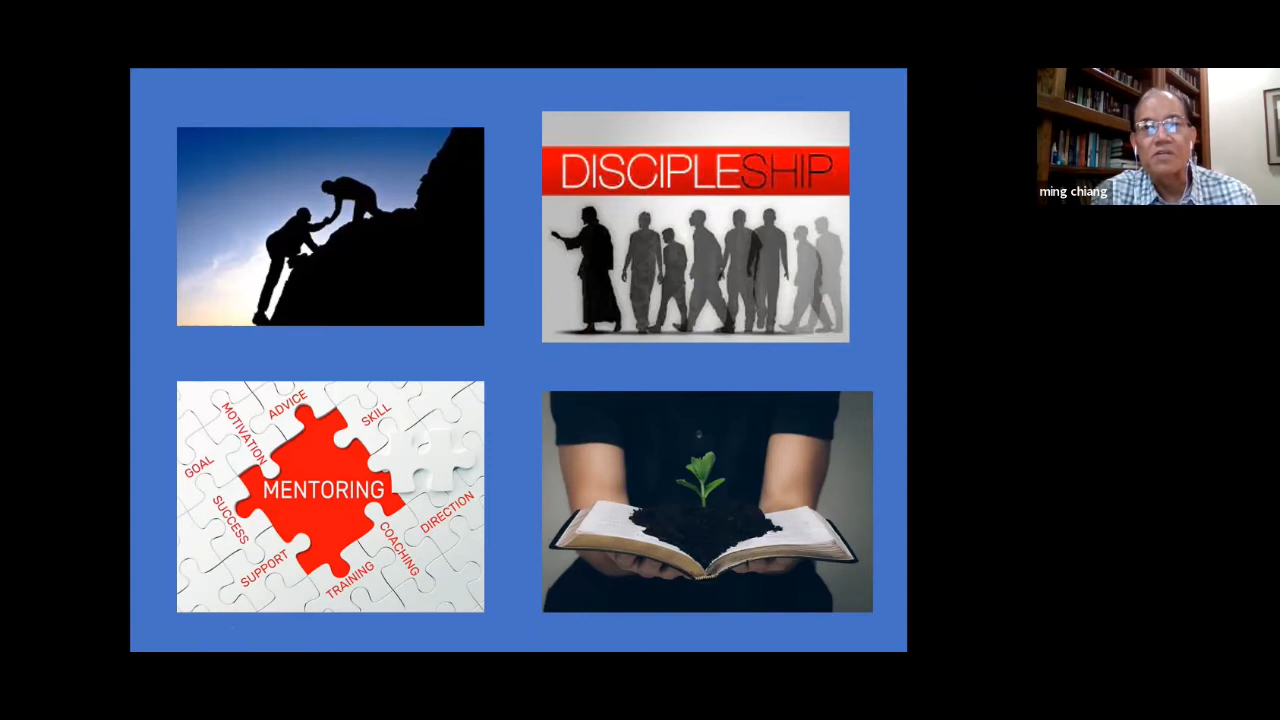 DISCIPLESHIP
ming chiang
ADVICE
MOTIVATION
SKILL
GOAL
MENTORING
SUCCESS
DIRECTION
COACHING
SUPPORT
TRAINING